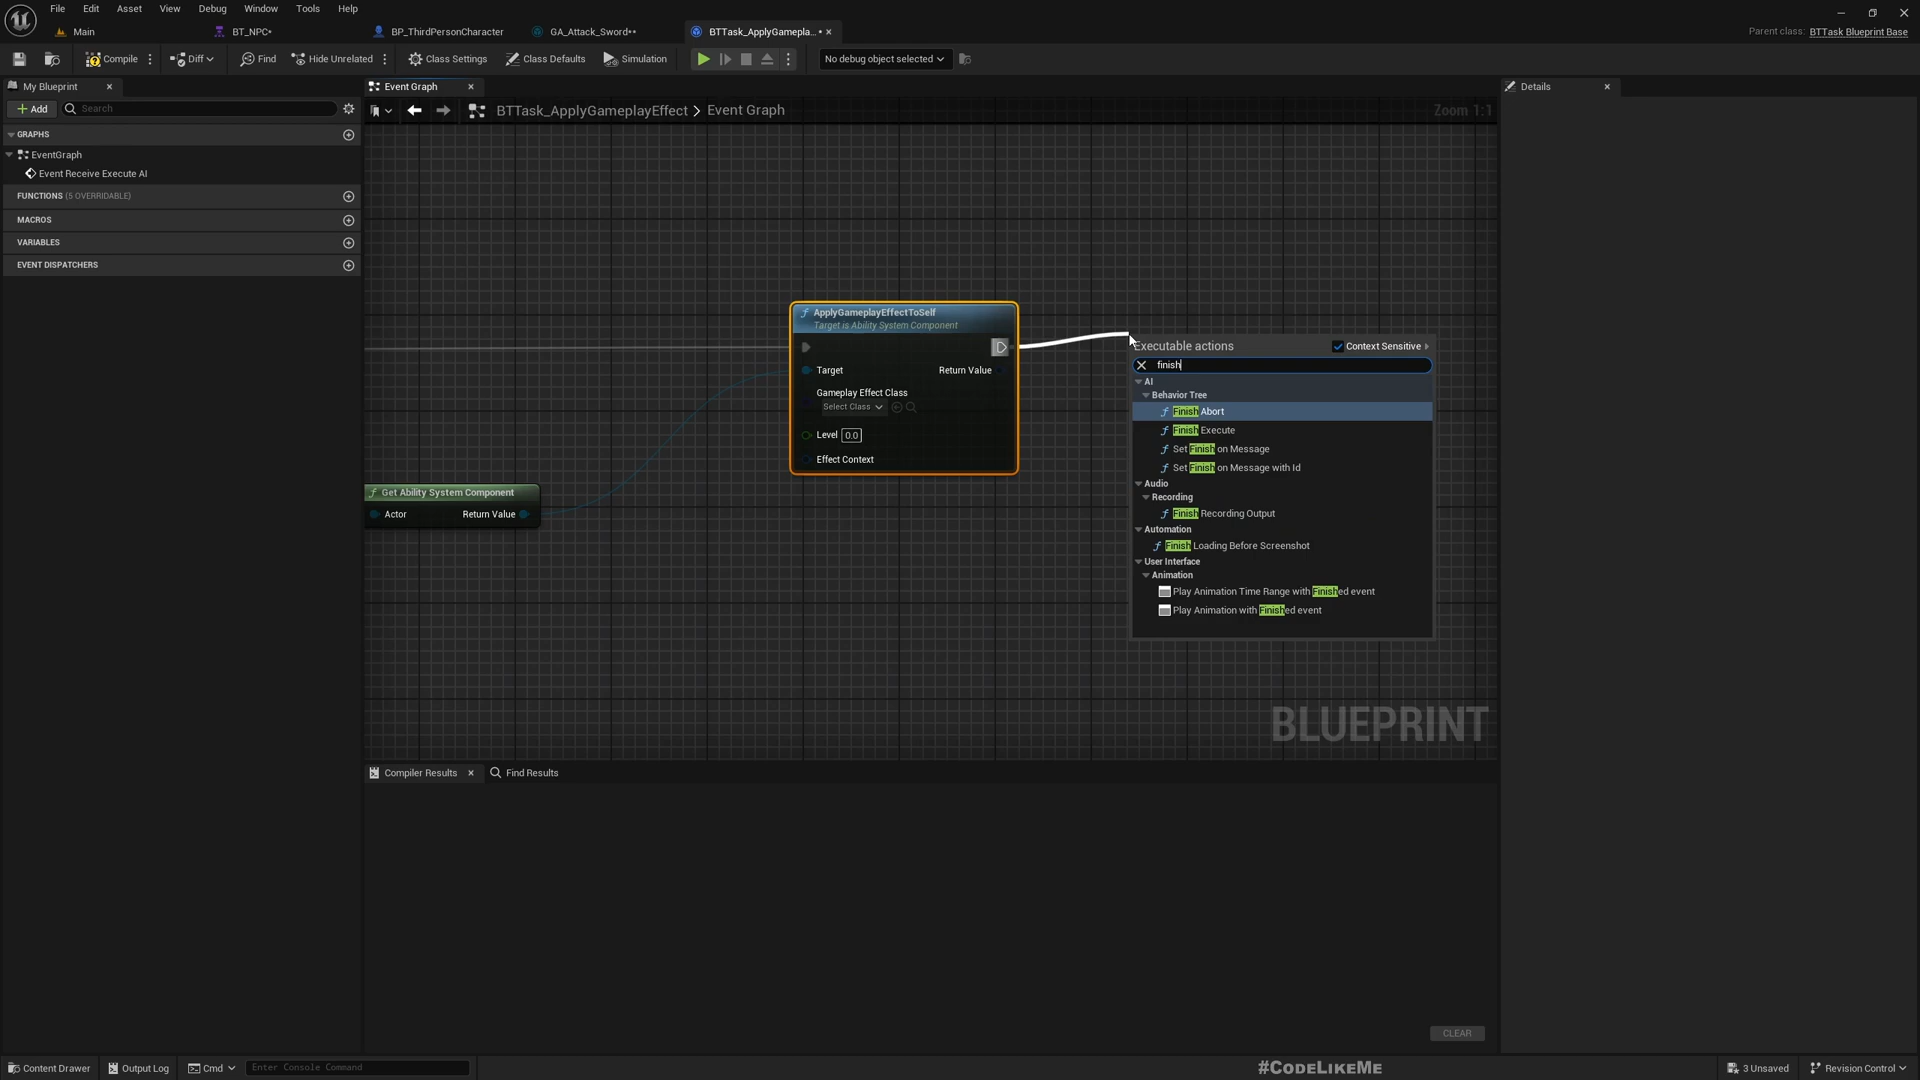 File Edit Asset View Debug Window Tools Help
Main BT_NPC* BP_ThirdPersonCharacter GA_Attack_Sword** BTTask_ApplyGamepla... *
Parent class: BTTask Blueprint Base
Compile Diff Find Hide Unrelated Class Settings Class Defaults Simulation No debug object selected
My Blueprint
Event Graph
Details
Add Search
BTTask_ApplyGameplayEffect > Event Graph
Zoom 1:1
GRAPHS
EventGraph
Event Receive Execute AI
FUNCTIONS (5 OVERRIDABLE)
MACROS
VARIABLES
EVENT DISPATCHERS
ApplyGameplayEffectToSelf
Target is Ability System Component
Target Return Value
Gameplay Effect Class
Select Class
Level 0.0
Effect Context
Get Ability System Component
Actor Return Value
Executable actions Context Sensitive
finish
AI
Behavior Tree
Finish Abort
Finish Execute
Set Finish on Message
Set Finish on Message with Id
Audio
Recording
Finish Recording Output
Automation
Finish Loading Before Screenshot
User Interface
Animation
Play Animation Time Range with Finished event
Play Animation with Finished event
BLUEPRINT
Compiler Results Find Results
CLEAR
Content Drawer Output Log Cmd Enter Console Command
#CODELIKEME
3 Unsaved Revision Control